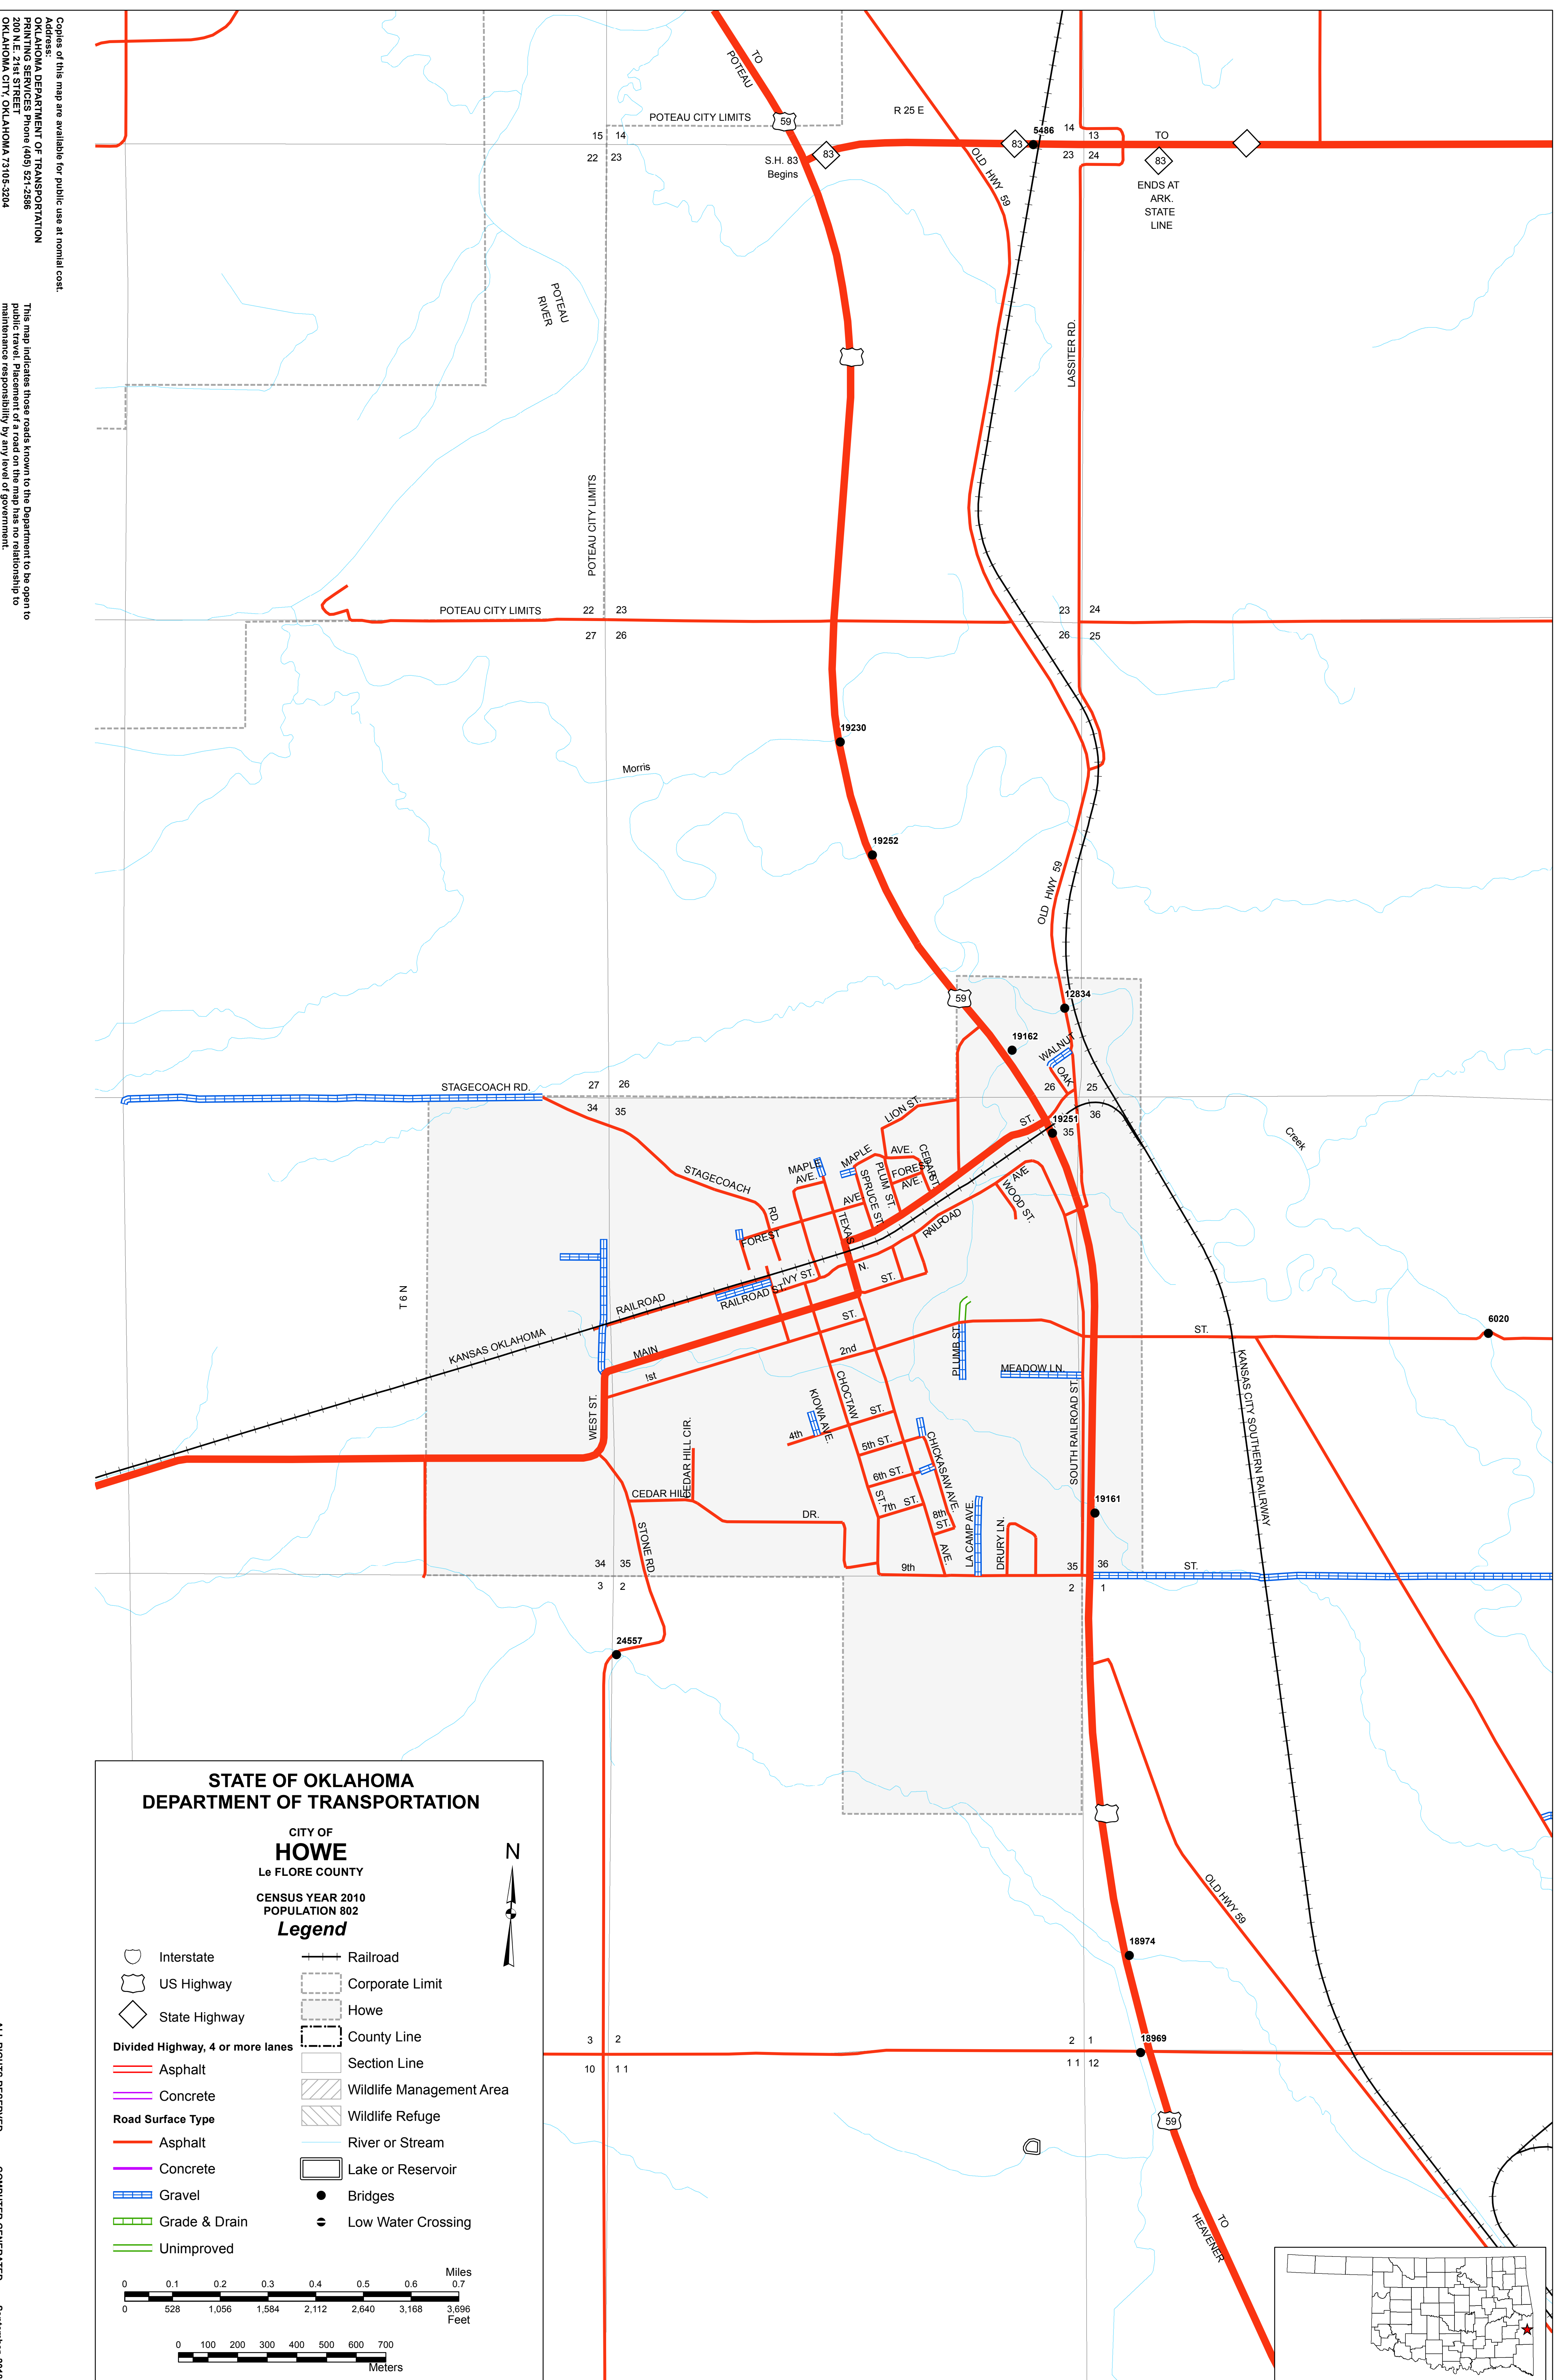 Copies of this map are available for public use at nomial cost.
Address:
OKLAHOMA DEPARTMENT OF TRANSPORTATION
PRINTING SERVICES Phone (405) 521-2586
200 N.E. 21st STREET
OKLAHOMA CITY, OKLAHOMA 73105-3204
This map indicates those roads known to the Department to be open to
public travel. Placement of a road on the map has no relationship to
maintenance responsibility by any level of government.
TO
POTEAU
59
POTEAU CITY LIMITS
R 25 E
15 14
22 23
S.H. 83
Begins
83
83
5486
14
13
23 24
TO
83
ENDS AT
ARK.
STATE
LINE
OLD HWY 59
POTEAU
RIVER
LASSITER RD.
POTEAU CITY LIMITS
POTEAU CITY LIMITS
22 23
27 26
23 24
26 25
19230
Morris
19252
OLD HWY 59
59
12834
19162
WALNUT
OAK
STAGECOACH RD.
27 26
34 35
26 25
36
35
19251
ST.
Creek
LION ST.
MAPLE
AVE.
MAPLE
AVE.
CEDAR ST.
FOREST
AVE.
PLUM ST.
SPRUCE ST.
STAGECOACH
RD.
AVE
FOREST
TEXAS
AVE
WOOD ST.
RAILROAD
N.
ST.
IVY ST.
RAILROAD ST.
RAILROAD
KANSAS OKLAHOMA
T 6 N
MAIN
ST.
!st
2nd
PLUMB ST.
ST.
6020
MEADOW LN.
CHOCTAW
KIOWA AVE.
ST.
4th
5th ST.
6th ST.
ST.
7th ST.
8th
ST.
CHICKASAW AVE.
AVE.
WEST ST.
CEDAR HILL CIR.
CEDAR HILL
DR.
STONE RD.
LA CAMP AVE.
DRURY LN.
SOUTH RAILROAD ST.
KANSAS CITY SOUTHERN RAILRWAY
19161
34 35
3 2
9th
35 36
2 1
ST.
24557
OLD HWY 59
18974
3 2
10 11
2 1
11 12
18969
59
TO
HEAVENER
STATE OF OKLAHOMA
DEPARTMENT OF TRANSPORTATION
CITY OF
HOWE
Le FLORE COUNTY
CENSUS YEAR 2010
POPULATION 802
Legend
N
Interstate
US Highway
State Highway
Divided Highway, 4 or more lanes
Asphalt
Concrete
Road Surface Type
Asphalt
Concrete
Gravel
Grade & Drain
Unimproved
Railroad
Corporate Limit
Howe
County Line
Section Line
Wildlife Management Area
Wildlife Refuge
River or Stream
Lake or Reservoir
Bridges
Low Water Crossing
Miles
0 0.1 0.2 0.3 0.4 0.5 0.6 0.7
0 528 1,056 1,584 2,112 2,640 3,168 3,696
Feet
0 100 200 300 400 500 600 700
Meters